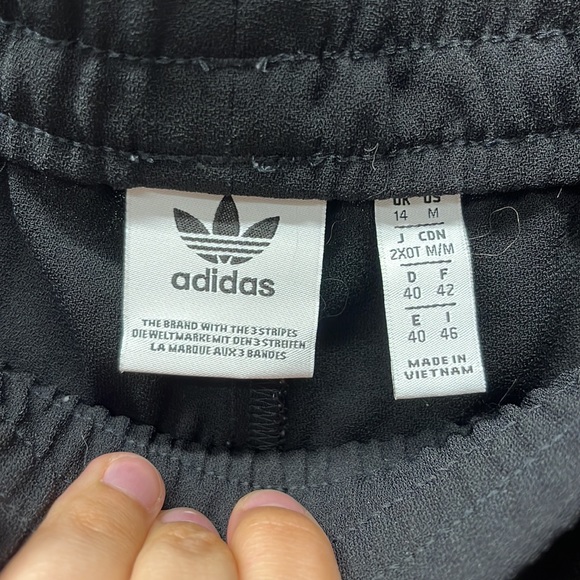 adidas
THE BRAND WITH THE 3 STRIPES
DIE WELTMARKE MIT DEN 3 STREIFEN
LA MARQUE AUX 3 BANDES
UK US
14 M
J CDN
2XOT M/M
D F
40 42
E I
40 46
MADE IN
VIETNAM